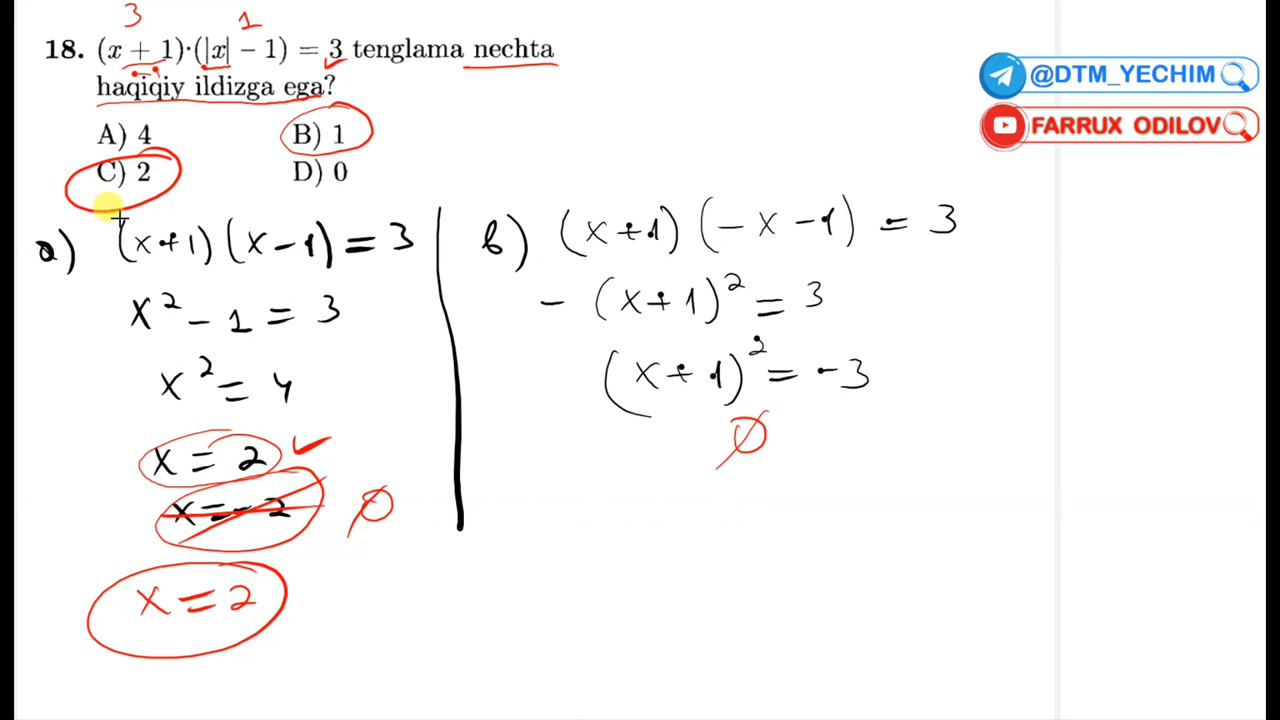 3 1
18. (x + 1)·(|x| − 1) = 3 tenglama nechta
haqiqiy ildizga ega?
A) 4 B) 1
C) 2 D) 0
@DTM_YECHIM
FARRUX ODILOV
a) (x+1)(x−1) = 3
x² − 1 = 3
x² = 4
x = 2
x = −2 ∅
x = 2
b) (x+1)(−x−1) = 3
−(x+1)² = 3
(x+1)² = −3
∅